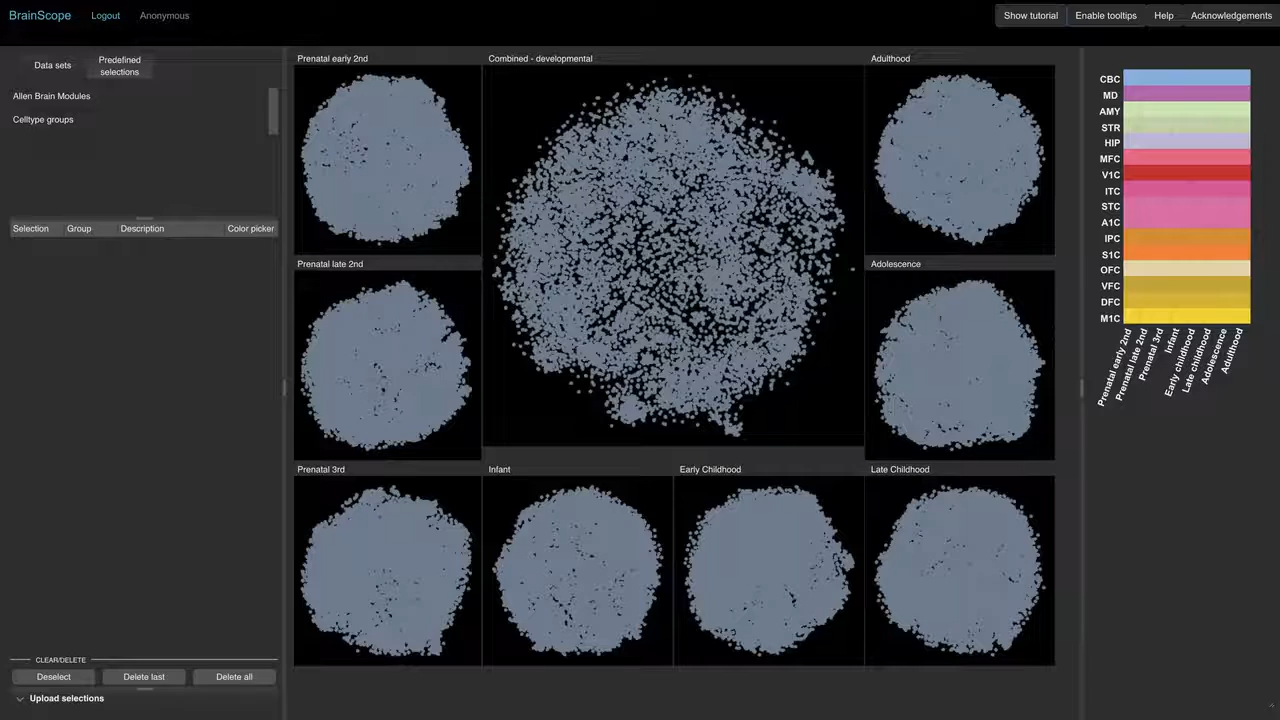 BrainScope Logout Anonymous Show tutorial Enable tooltips Help Acknowledgements
Data sets
Predefined
selections
Allen Brain Modules
Celltype groups
Selection Group Description Color picker
CLEAR/DELETE
Deselect Delete last Delete all
Upload selections
Prenatal early 2nd
Combined - developmental
Adulthood
Prenatal late 2nd
Adolescence
Prenatal 3rd
Infant
Early Childhood
Late Childhood
CBC
MD
AMY
STR
HIP
MFC
V1C
ITC
STC
A1C
IPC
S1C
OFC
VFC
DFC
M1C
Prenatal early 2nd
Prenatal late 2nd
Prenatal 3rd
Infant
Early childhood
Late childhood
Adolescence
Adulthood